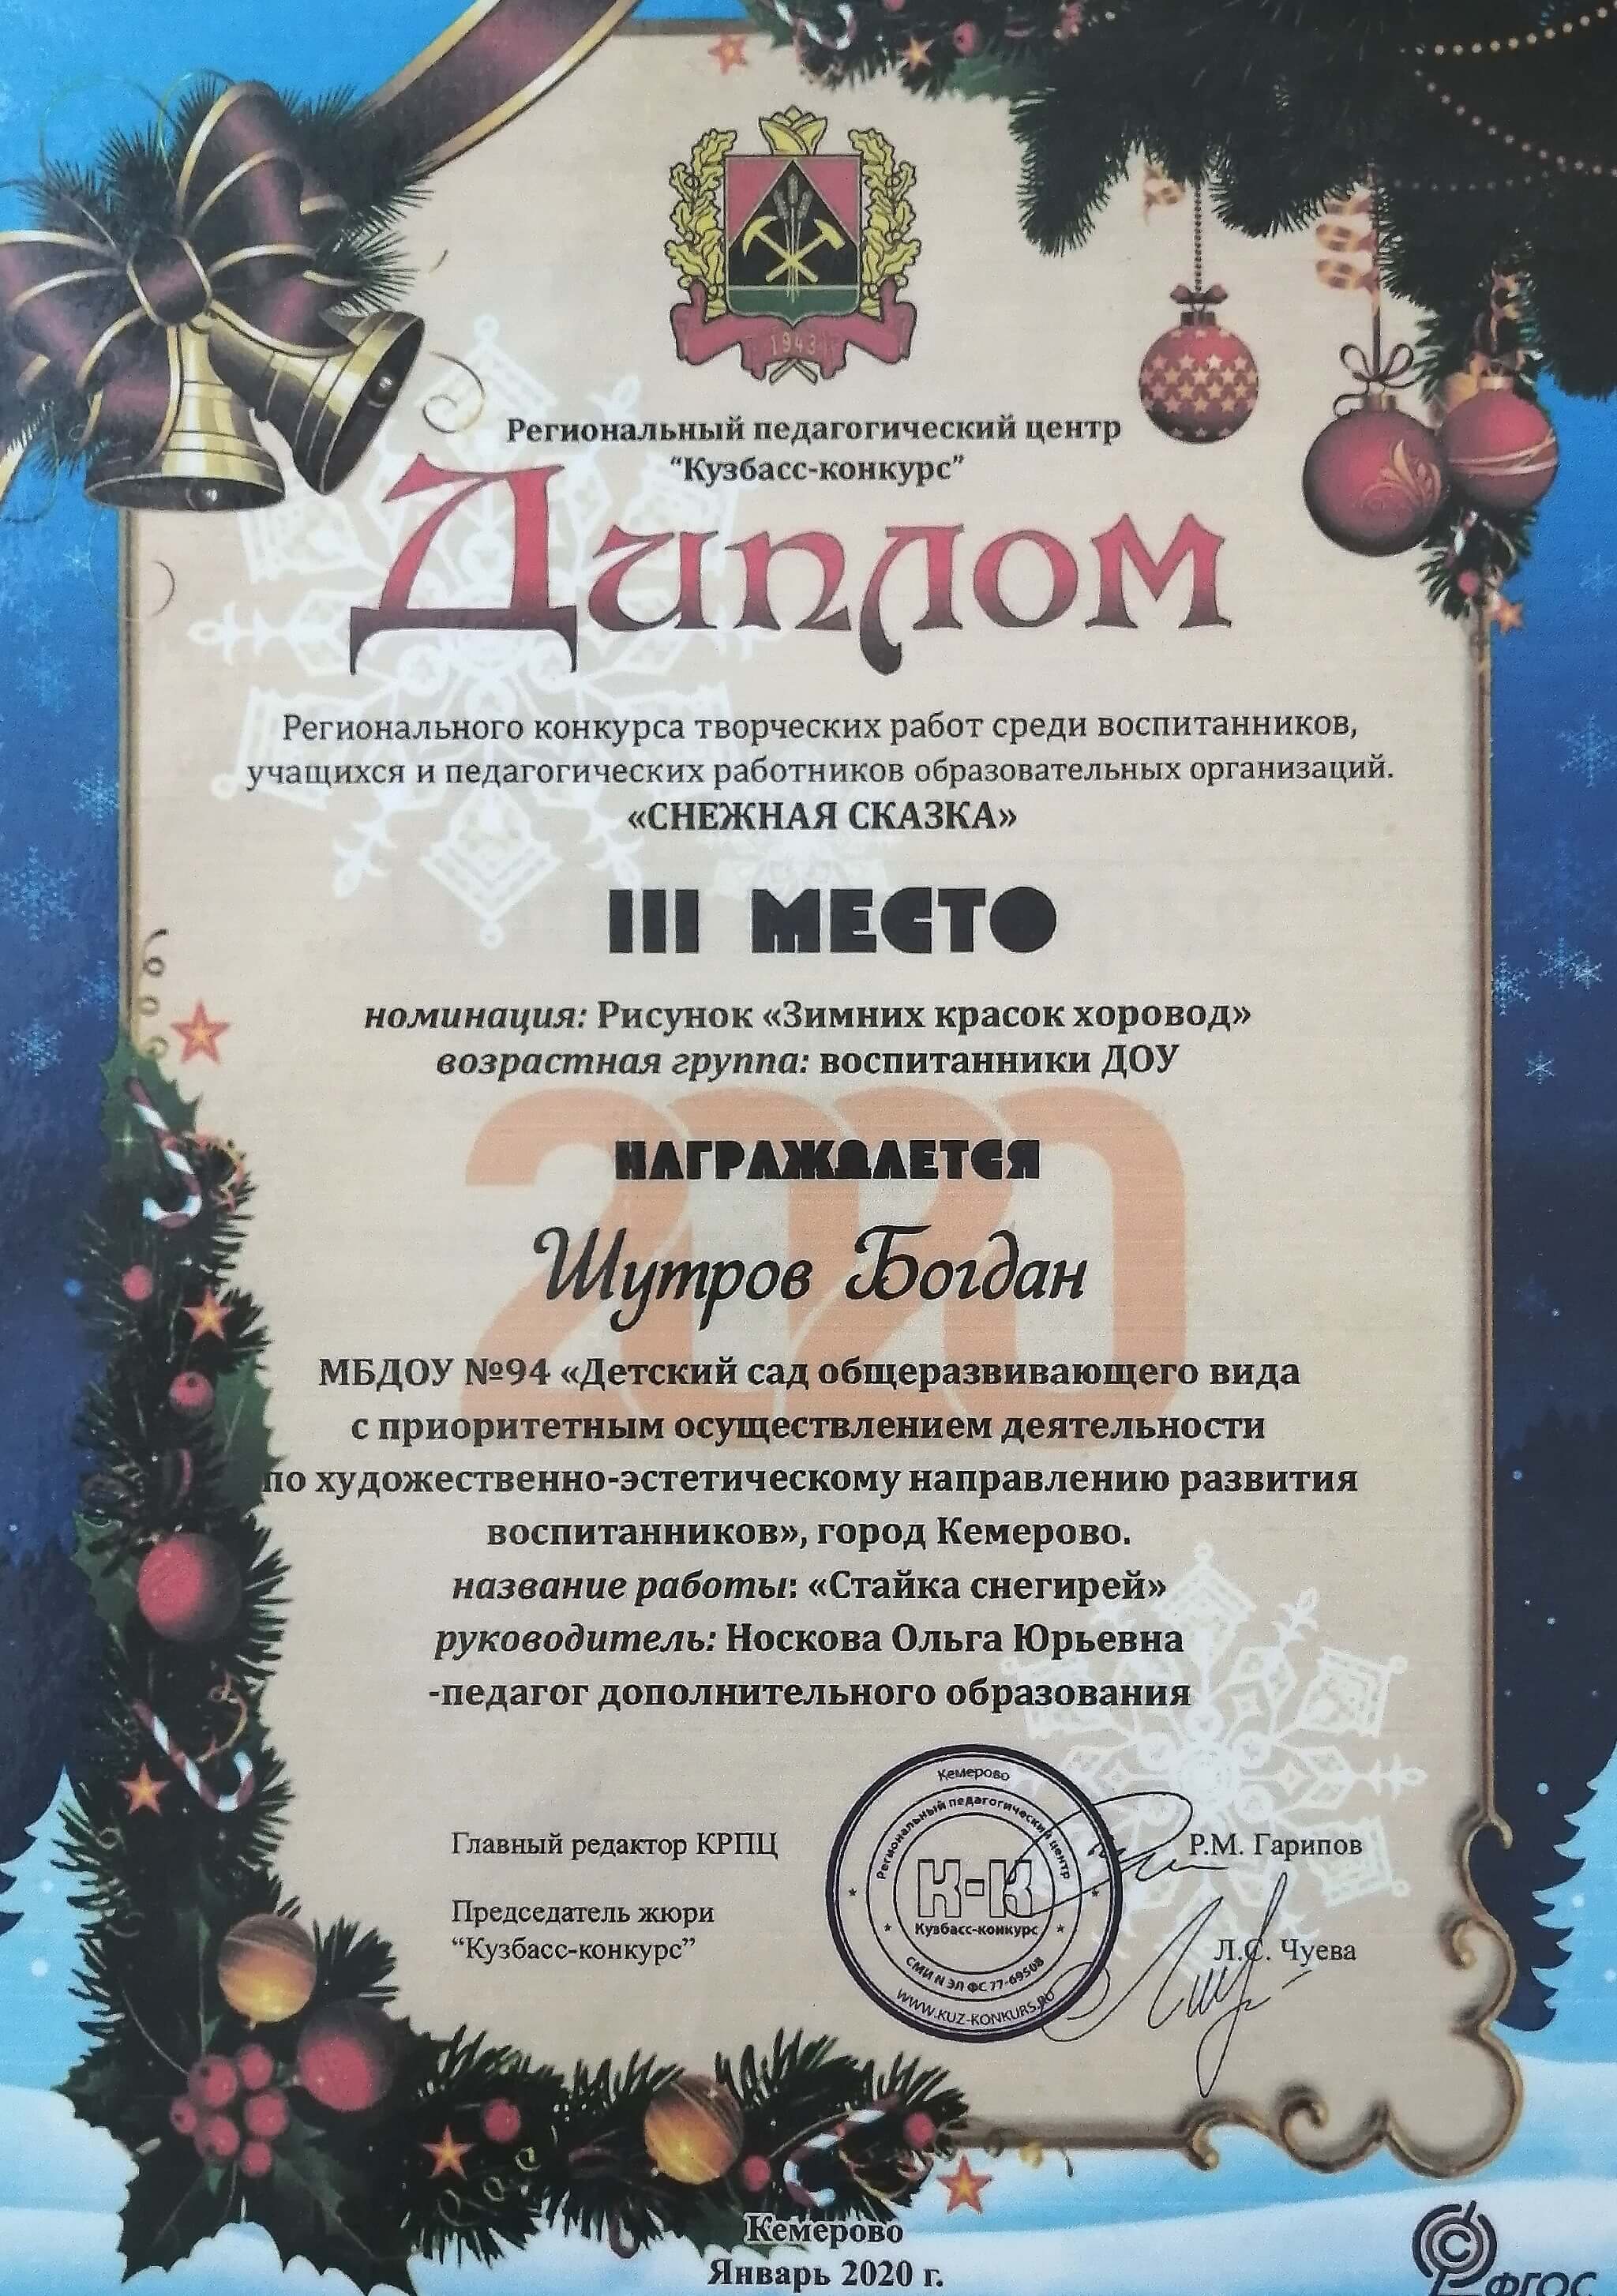 1943
Региональный педагогический центр
“Кузбасс-конкурс”
Диплом
Регионального конкурса творческих работ среди воспитанников,
учащихся и педагогических работников образовательных организаций.
«СНЕЖНАЯ СКАЗКА»
III МЕСТО
номинация: Рисунок «Зимних красок хоровод»
возрастная группа: воспитанники ДОУ
2020
НАГРАЖДАЕТСЯ
Шутров Богдан
МБДОУ №94 «Детский сад общеразвивающего вида
с приоритетным осуществлением деятельности
по художественно-эстетическому направлению развития
воспитанников», город Кемерово.
название работы: «Стайка снегирей»
руководитель: Носкова Ольга Юрьевна
-педагог дополнительного образования
Главный редактор КРПЦ
Р.М. Гарипов
Председатель жюри
“Кузбасс-конкурс”
Л.С. Чуева
Кемерово
Региональный педагогический центр
К-К
Кузбасс-конкурс
СМИ N ЭЛ ФС 77-69508
WWW.KUZ-KONKURS.RU
Кемерово
Январь 2020 г.
ФГОС